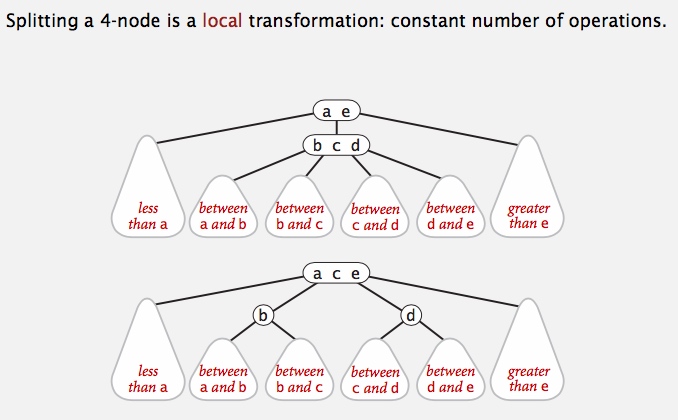 Splitting a 4-node is a local transformation: constant number of operations.
a e
b c d
less
than a
between
a and b
between
b and c
between
c and d
between
d and e
greater
than e
a c e
b
d
less
than a
between
a and b
between
b and c
between
c and d
between
d and e
greater
than e